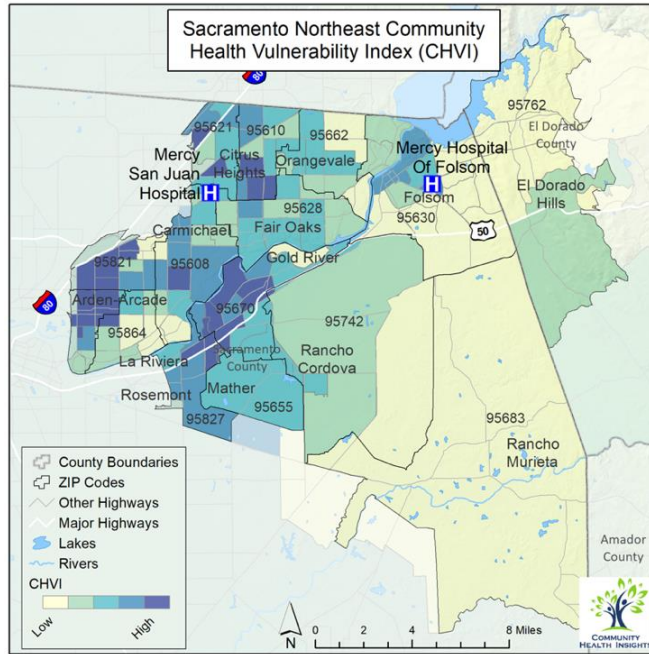 Sacramento Northeast Community
Health Vulnerability Index (CHVI)
80
95762
95621
95610
95662
El Dorado
County
Mercy
San Juan
Hospital
Citrus
Heights
Orangevale
Mercy Hospital
Of Folsom
H
H
Folsom
El Dorado
Hills
95628
95630
Carmichael
Fair Oaks
50
95821
95608
Gold River
Arden-Arcade
80
95670
95742
95864
La Riviera
Sacramento
County
Rancho
Cordova
Rosemont
Mather
95655
95827
95683
Rancho
Murieta
Amador
County
County Boundaries
ZIP Codes
Other Highways
Major Highways
Lakes
Rivers
CHVI
Low
High
N
0 2 4 8 Miles
COMMUNITY
HEALTH INSIGHTS